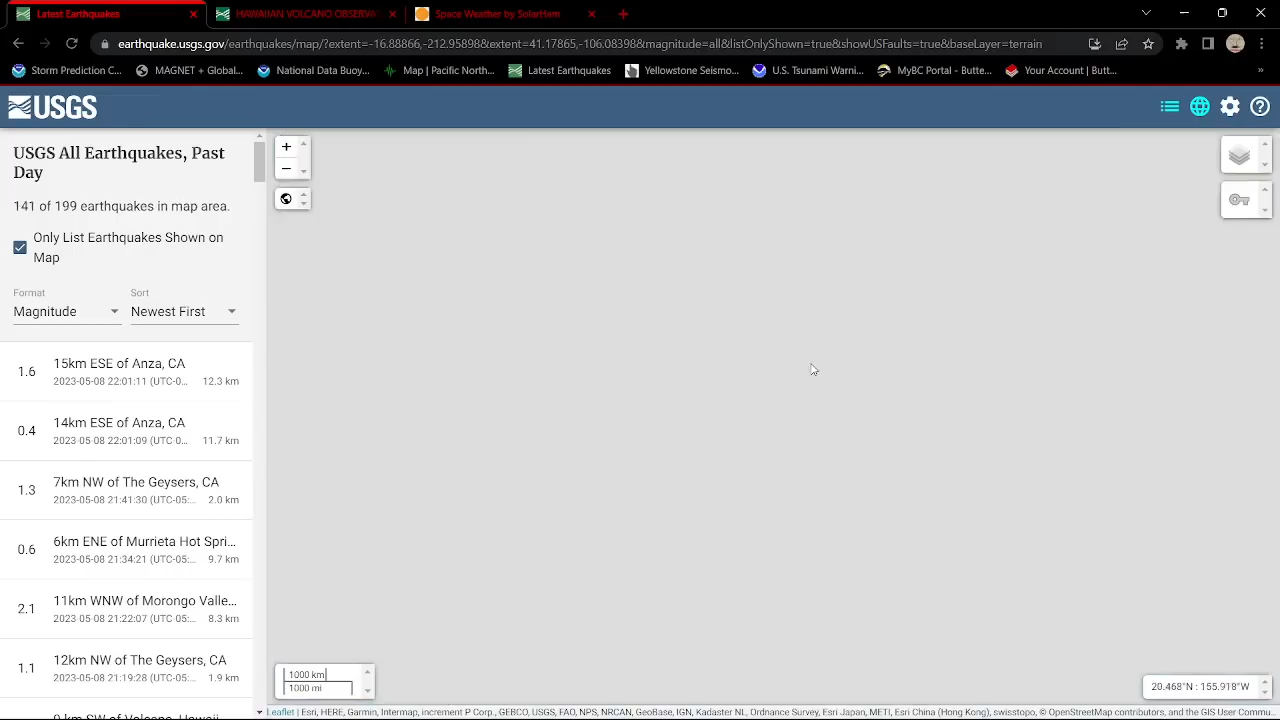 Latest Earthquakes
HAWAIIAN VOLCANO OBSERVA
Space Weather by SolarHam
earthquake.usgs.gov/earthquakes/map/?extent=-16.88866,-212.95898&extent=41.17865,-106.08398&magnitude=all&listOnlyShown=true&showUSFaults=true&baseLayer=terrain
Storm Prediction C...
MAGNET + Global...
National Data Buoy...
Map | Pacific North...
Latest Earthquakes
Yellowstone Seismo...
U.S. Tsunami Warni...
MyBC Portal - Butte...
Your Account | Butt...
»
USGS
USGS All Earthquakes, Past
Day
141 of 199 earthquakes in map area.
Only List Earthquakes Shown on
Map
Format
Sort
Magnitude
Newest First
1.6
15km ESE of Anza, CA
2023-05-08 22:01:11 (UTC-0... 12.3 km
0.4
14km ESE of Anza, CA
2023-05-08 22:01:09 (UTC-0... 11.7 km
1.3
7km NW of The Geysers, CA
2023-05-08 21:41:30 (UTC-05:... 2.0 km
0.6
6km ENE of Murrieta Hot Spri...
2023-05-08 21:34:21 (UTC-05:... 9.7 km
2.1
11km WNW of Morongo Valle...
2023-05-08 21:22:07 (UTC-05:... 8.3 km
1.1
12km NW of The Geysers, CA
2023-05-08 21:19:28 (UTC-05:... 1.9 km
9 km SW of Volcano, Hawaii
+
−
1000 km
1000 mi
20.468°N : 155.918°W
Leaflet | Esri, HERE, Garmin, Intermap, increment P Corp., GEBCO, USGS, FAO, NPS, NRCAN, GeoBase, IGN, Kadaster NL, Ordnance Survey, Esri Japan, METI, Esri China (Hong Kong), swisstopo, © OpenStreetMap contributors, and the GIS User Commu...